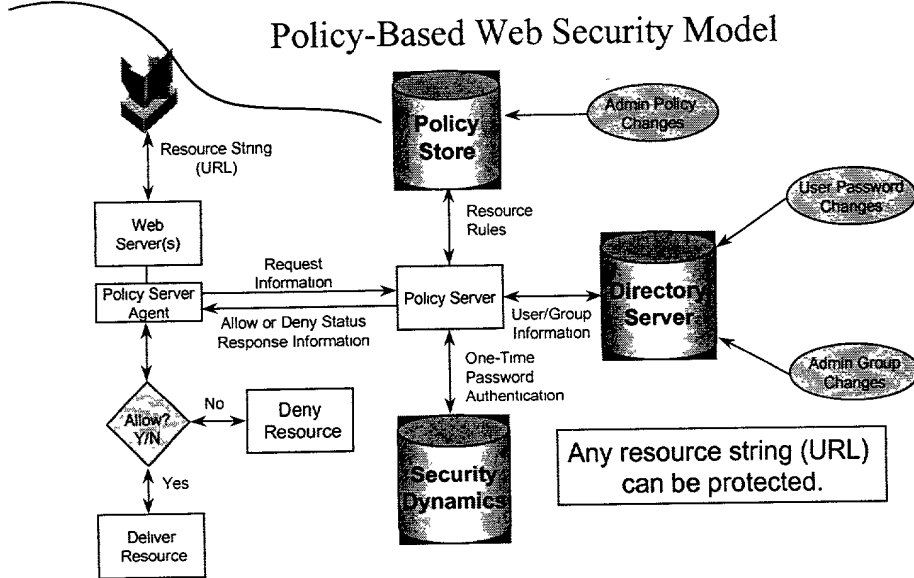 Policy-Based Web Security Model
Resource String
(URL)
Policy
Store
Admin Policy
Changes
User Password
Changes
Web
Server(s)
Resource
Rules
Request
Information
Policy Server
Agent
Policy Server
Directory
Server
Allow or Deny Status
Response Information
User/Group
Information
One-Time
Password
Authentication
Admin Group
Changes
Allow?
Y/N
No
Deny
Resource
Yes
Security
Dynamics
Any resource string (URL)
can be protected.
Deliver
Resource